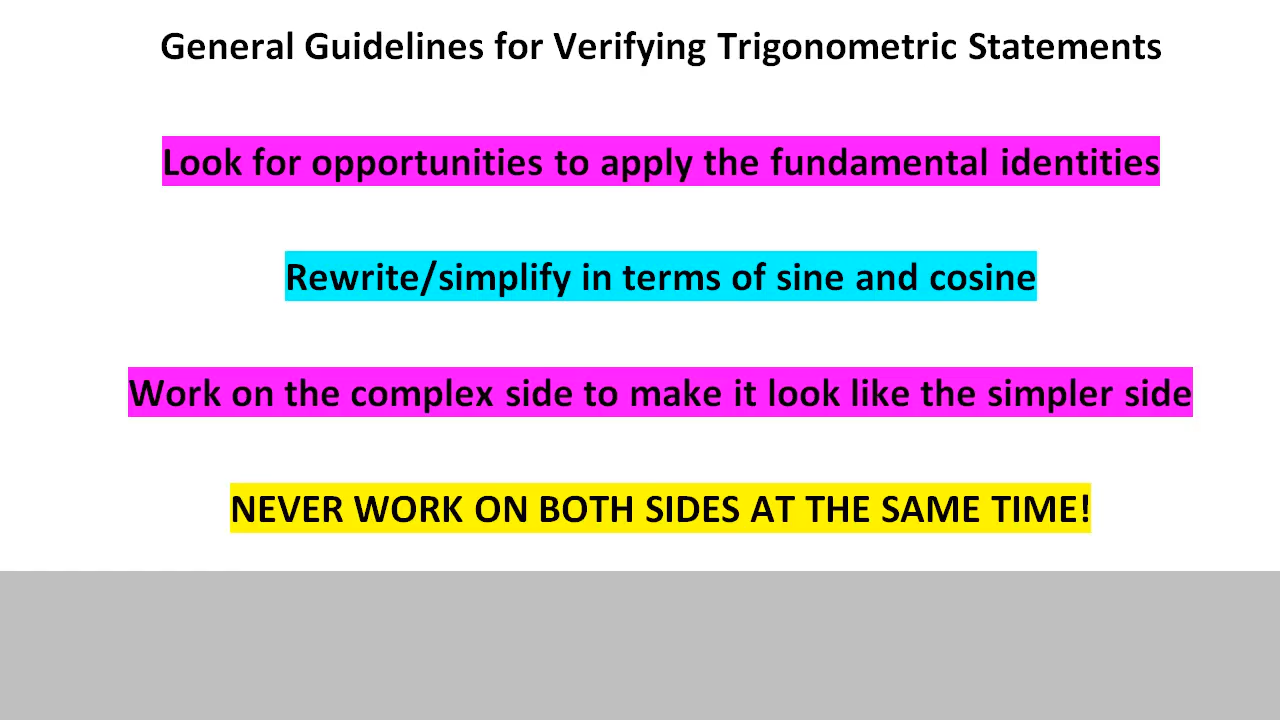 General Guidelines for Verifying Trigonometric Statements
Look for opportunities to apply the fundamental identities
Rewrite/simplify in terms of sine and cosine
Work on the complex side to make it look like the simpler side
NEVER WORK ON BOTH SIDES AT THE SAME TIME!